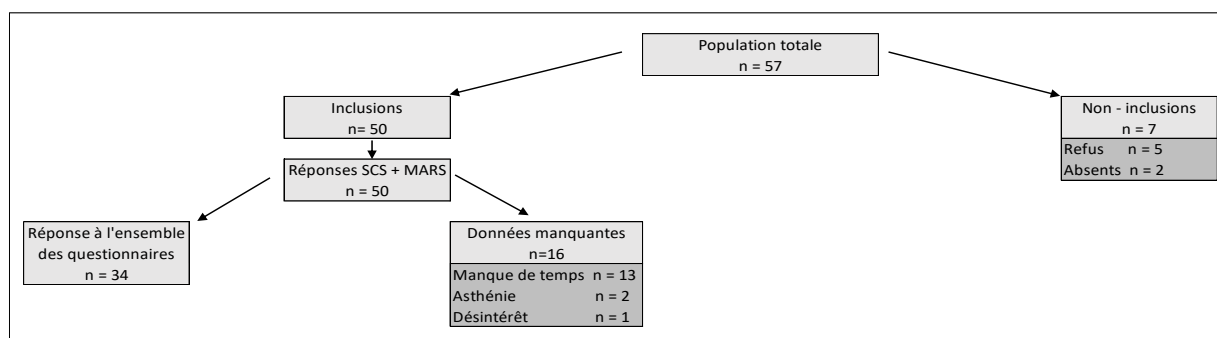 Population totale
n = 57
Inclusions
n= 50
Non - inclusions
n = 7
Refus n = 5
Absents n = 2
Réponses SCS + MARS
n = 50
Réponse à l'ensemble
des questionnaires
n = 34
Données manquantes
n=16
Manque de temps n = 13
Asthénie n = 2
Désintérêt n = 1